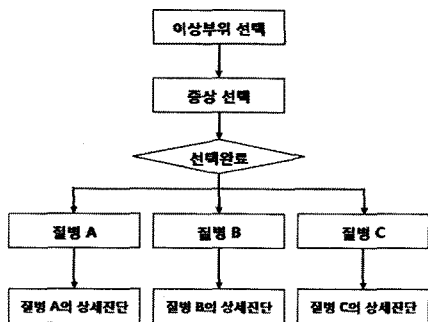 이상부위 선택
증상 선택
선택완료
질병 A
질병 B
질병 C
질병 A의 상세진단
질병 B의 상세진단
질병 C의 상세진단